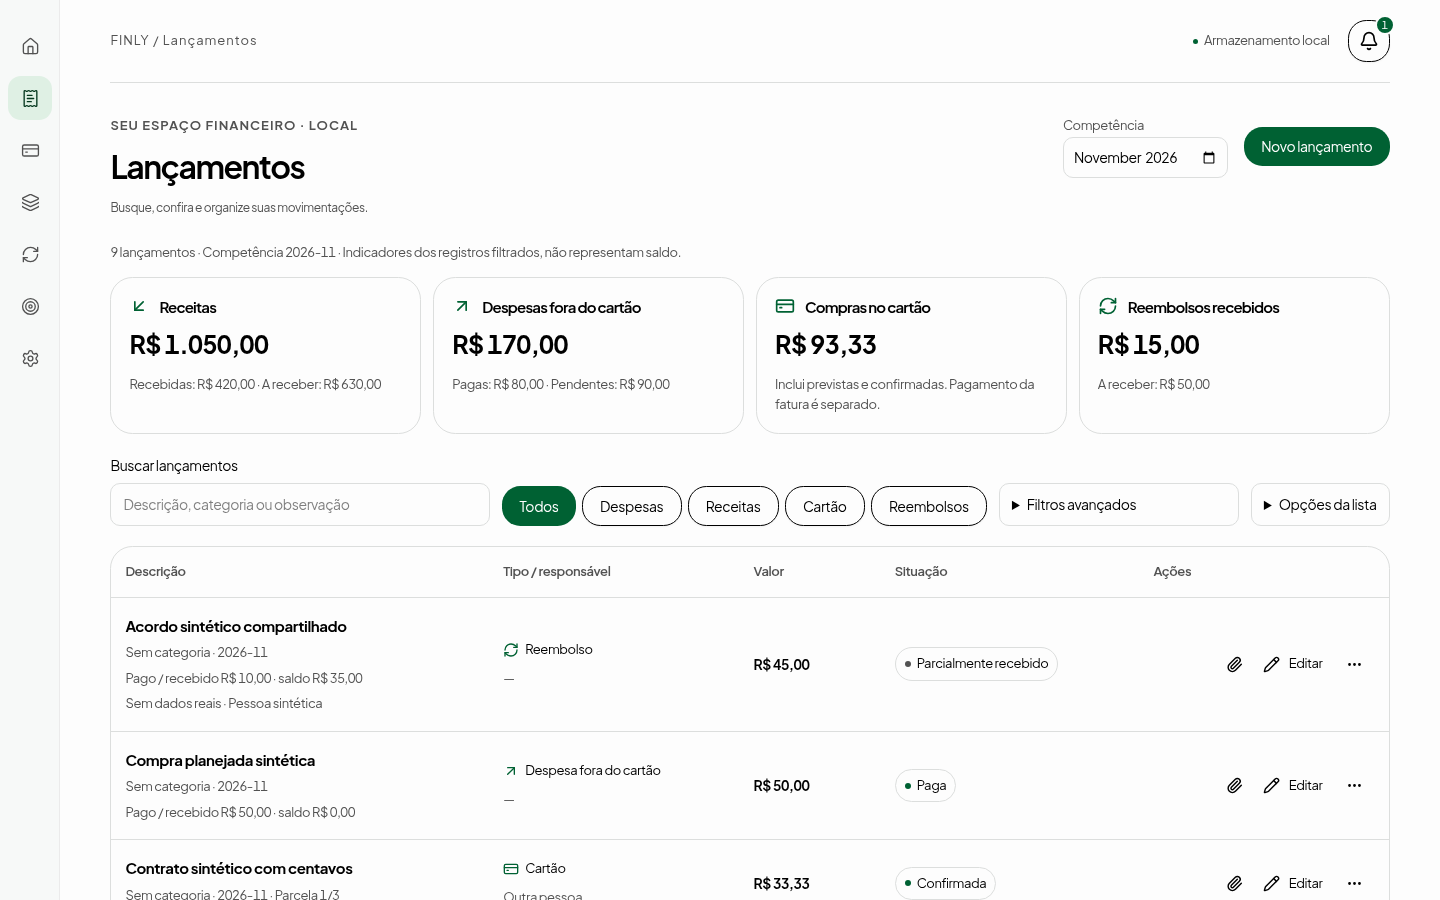 FINLY / Lançamentos
Armazenamento local
1
SEU ESPAÇO FINANCEIRO · LOCAL
Lançamentos
Busque, confira e organize suas movimentações.
Competência
November 2026
Novo lançamento
9 lançamentos · Competência 2026-11 · Indicadores dos registros filtrados, não representam saldo.
Receitas
R$ 1.050,00
Recebidas: R$ 420,00 · A receber: R$ 630,00
Despesas fora do cartão
R$ 170,00
Pagas: R$ 80,00 · Pendentes: R$ 90,00
Compras no cartão
R$ 93,33
Inclui previstas e confirmadas. Pagamento da
fatura é separado.
Reembolsos recebidos
R$ 15,00
A receber: R$ 50,00
Buscar lançamentos
Descrição, categoria ou observação
Todos
Despesas
Receitas
Cartão
Reembolsos
Filtros avançados
Opções da lista
Descrição
Tipo / responsável
Valor
Situação
Ações
Acordo sintético compartilhado
Sem categoria · 2026-11
Pago / recebido R$ 10,00 · saldo R$ 35,00
Sem dados reais · Pessoa sintética
Reembolso
—
R$ 45,00
Parcialmente recebido
Editar
Compra planejada sintética
Sem categoria · 2026-11
Pago / recebido R$ 50,00 · saldo R$ 0,00
Despesa fora do cartão
—
R$ 50,00
Paga
Editar
Contrato sintético com centavos
Sem categoria · 2026-11 · Parcela 1/3
Cartão
Outra pessoa
R$ 33,33
Confirmada
Editar